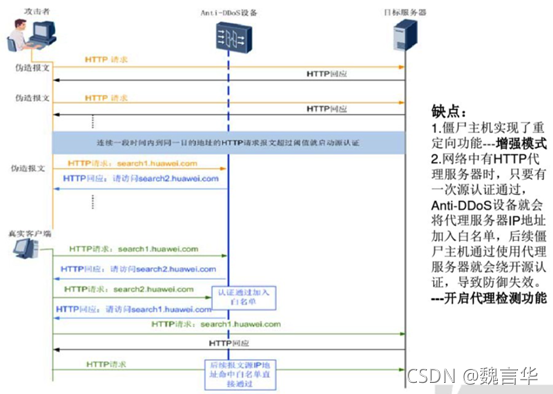 攻击者
Anti-DDoS设备
目标服务器
伪造报文
HTTP 请求
HTTP回应
伪造报文
HTTP 请求
HTTP回应
连续一段时间内到同一目的地址的HTTP请求报文超过阈值就启动源认证
伪造报文
HTTP请求：search1.huawei.com
HTTP回应，请访问search2.huawei.com
真实客户端
HTTP请求：search1.huawei.com
HTTP回应，请访问search2.huawei.com
HTTP请求：search2.huawei.com
认证通过加入
白名单
HTTP回应，请访问search1.huawei.com
HTTP请求：search1.huawei.com
HTTP回应
HTTP请求
后续报文源IP地
址命中白名单直
接通过
缺点：
1.僵尸主机实现了重
定向功能---增强模式
2.网络中有HTTP代
理服务器时，只要有
一次源认证通过，
Anti-DDoS设备就会
将代理服务器IP地址
加入白名单，后续僵
尸主机通过使用代理
服务器就会绕开源认
证，导致防御失效。
---开启代理检测功能
CSDN @魏言华